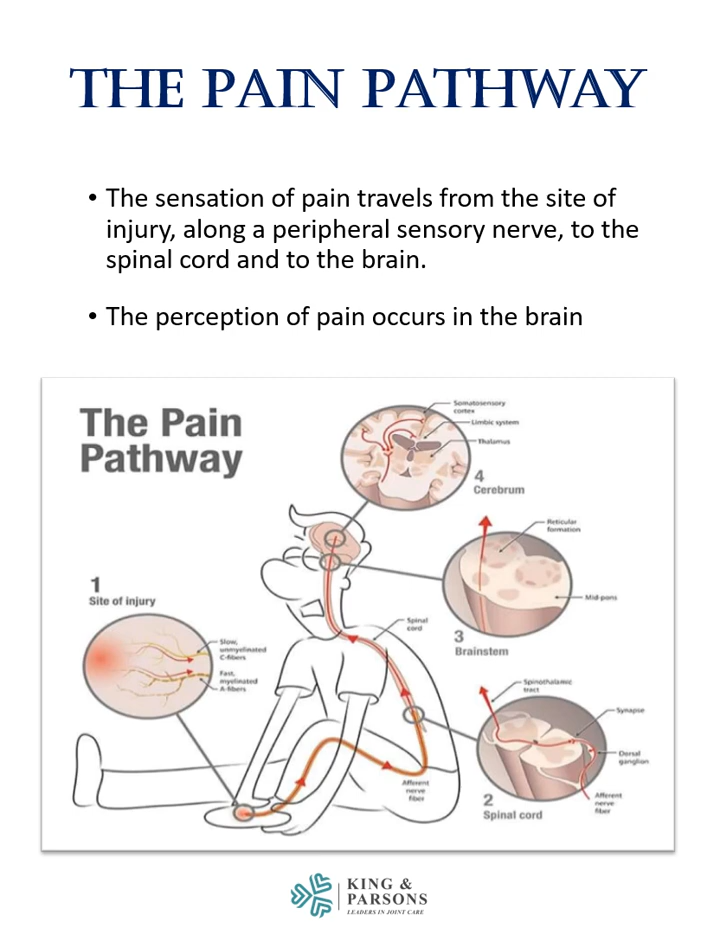 THE PAIN PATHWAY
• The sensation of pain travels from the site of
injury, along a peripheral sensory nerve, to the
spinal cord and to the brain.
• The perception of pain occurs in the brain
The Pain
Pathway
Somatosensory
cortex
Limbic system
Thalamus
4
Cerebrum
Reticular
formation
Mid-pons
3
Brainstem
1
Site of injury
Slow,
unmyelinated
C-fibers
Fast,
myelinated
A-fibers
Spinal
cord
Spinothalamic
tract
Synapse
Dorsal
ganglion
Afferent
nerve
fiber
2
Spinal cord
Afferent
nerve
fiber
KING &
PARSONS
LEADERS IN JOINT CARE